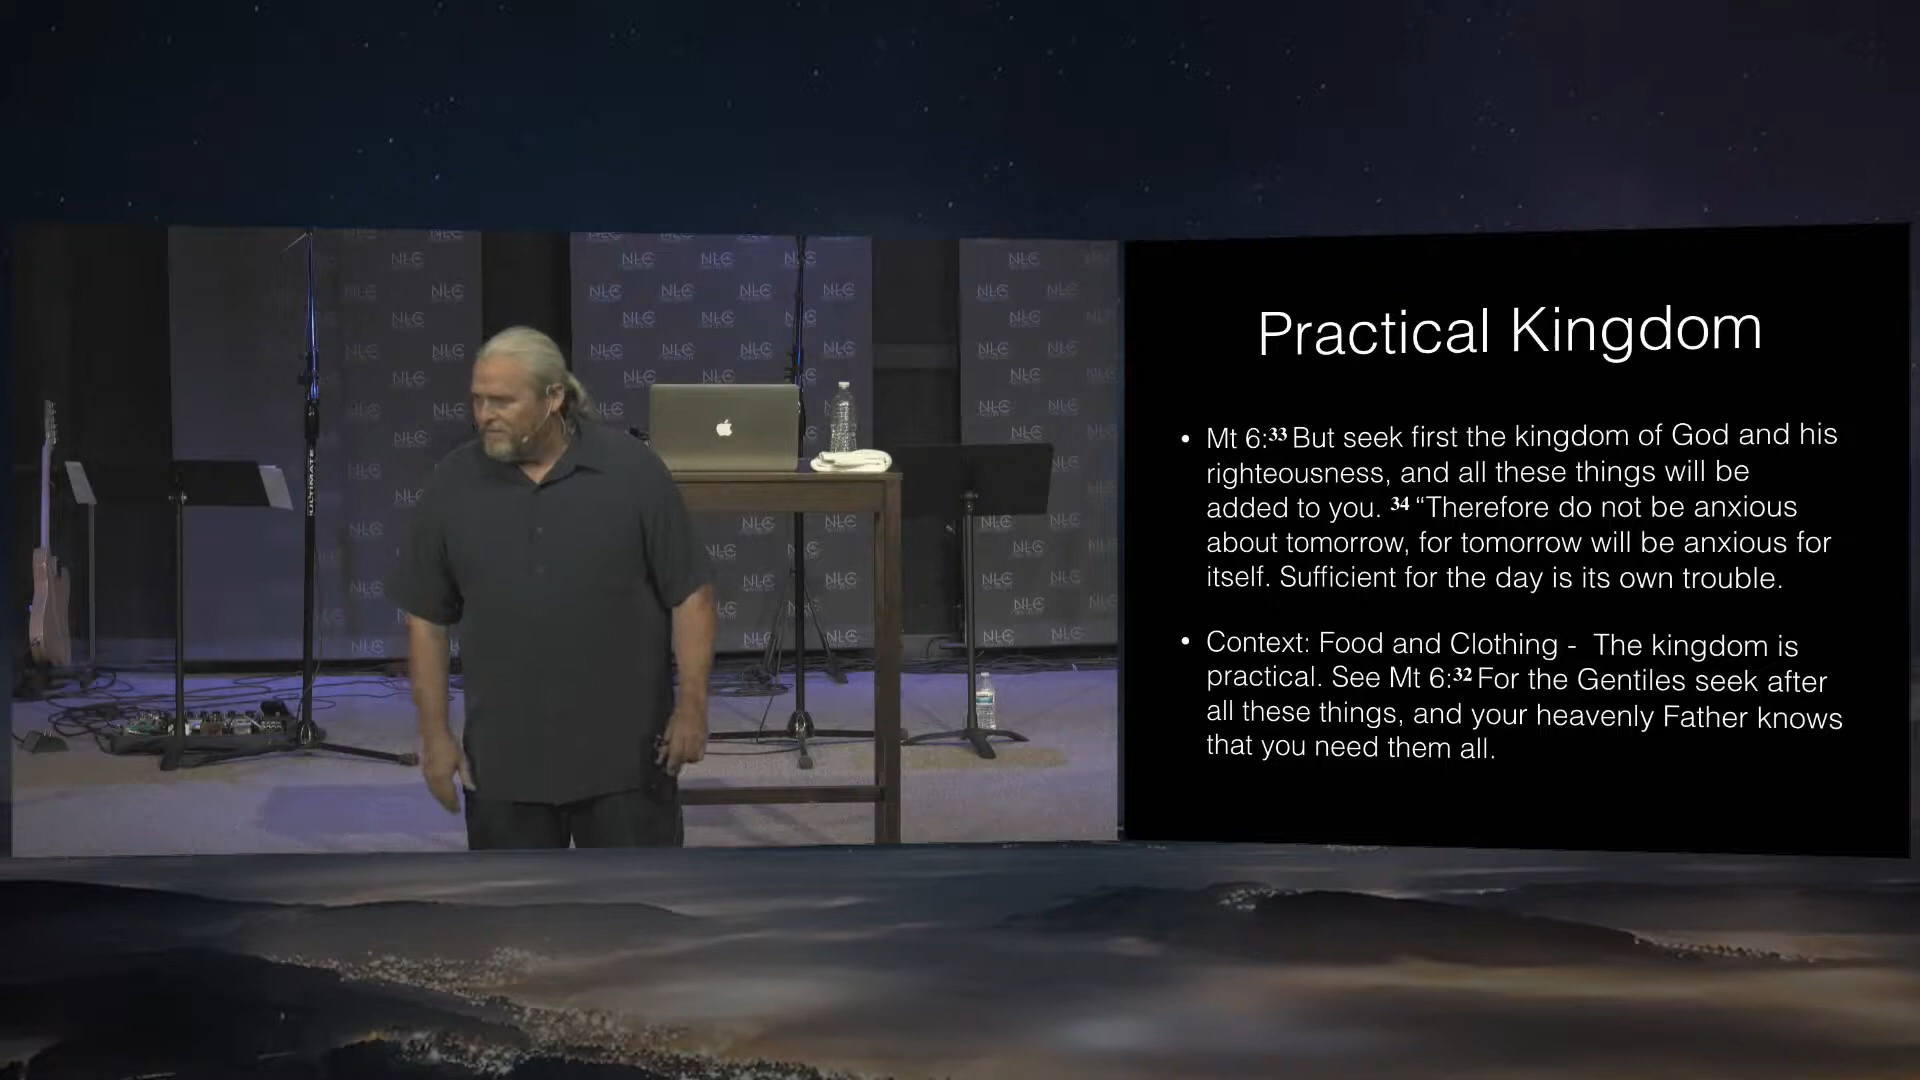 NLC
ULTIMATE
Practical Kingdom
• Mt 6:33 But seek first the kingdom of God and his
righteousness, and all these things will be
added to you. 34 “Therefore do not be anxious
about tomorrow, for tomorrow will be anxious for
itself. Sufficient for the day is its own trouble.
• Context: Food and Clothing - The kingdom is
practical. See Mt 6:32 For the Gentiles seek after
all these things, and your heavenly Father knows
that you need them all.